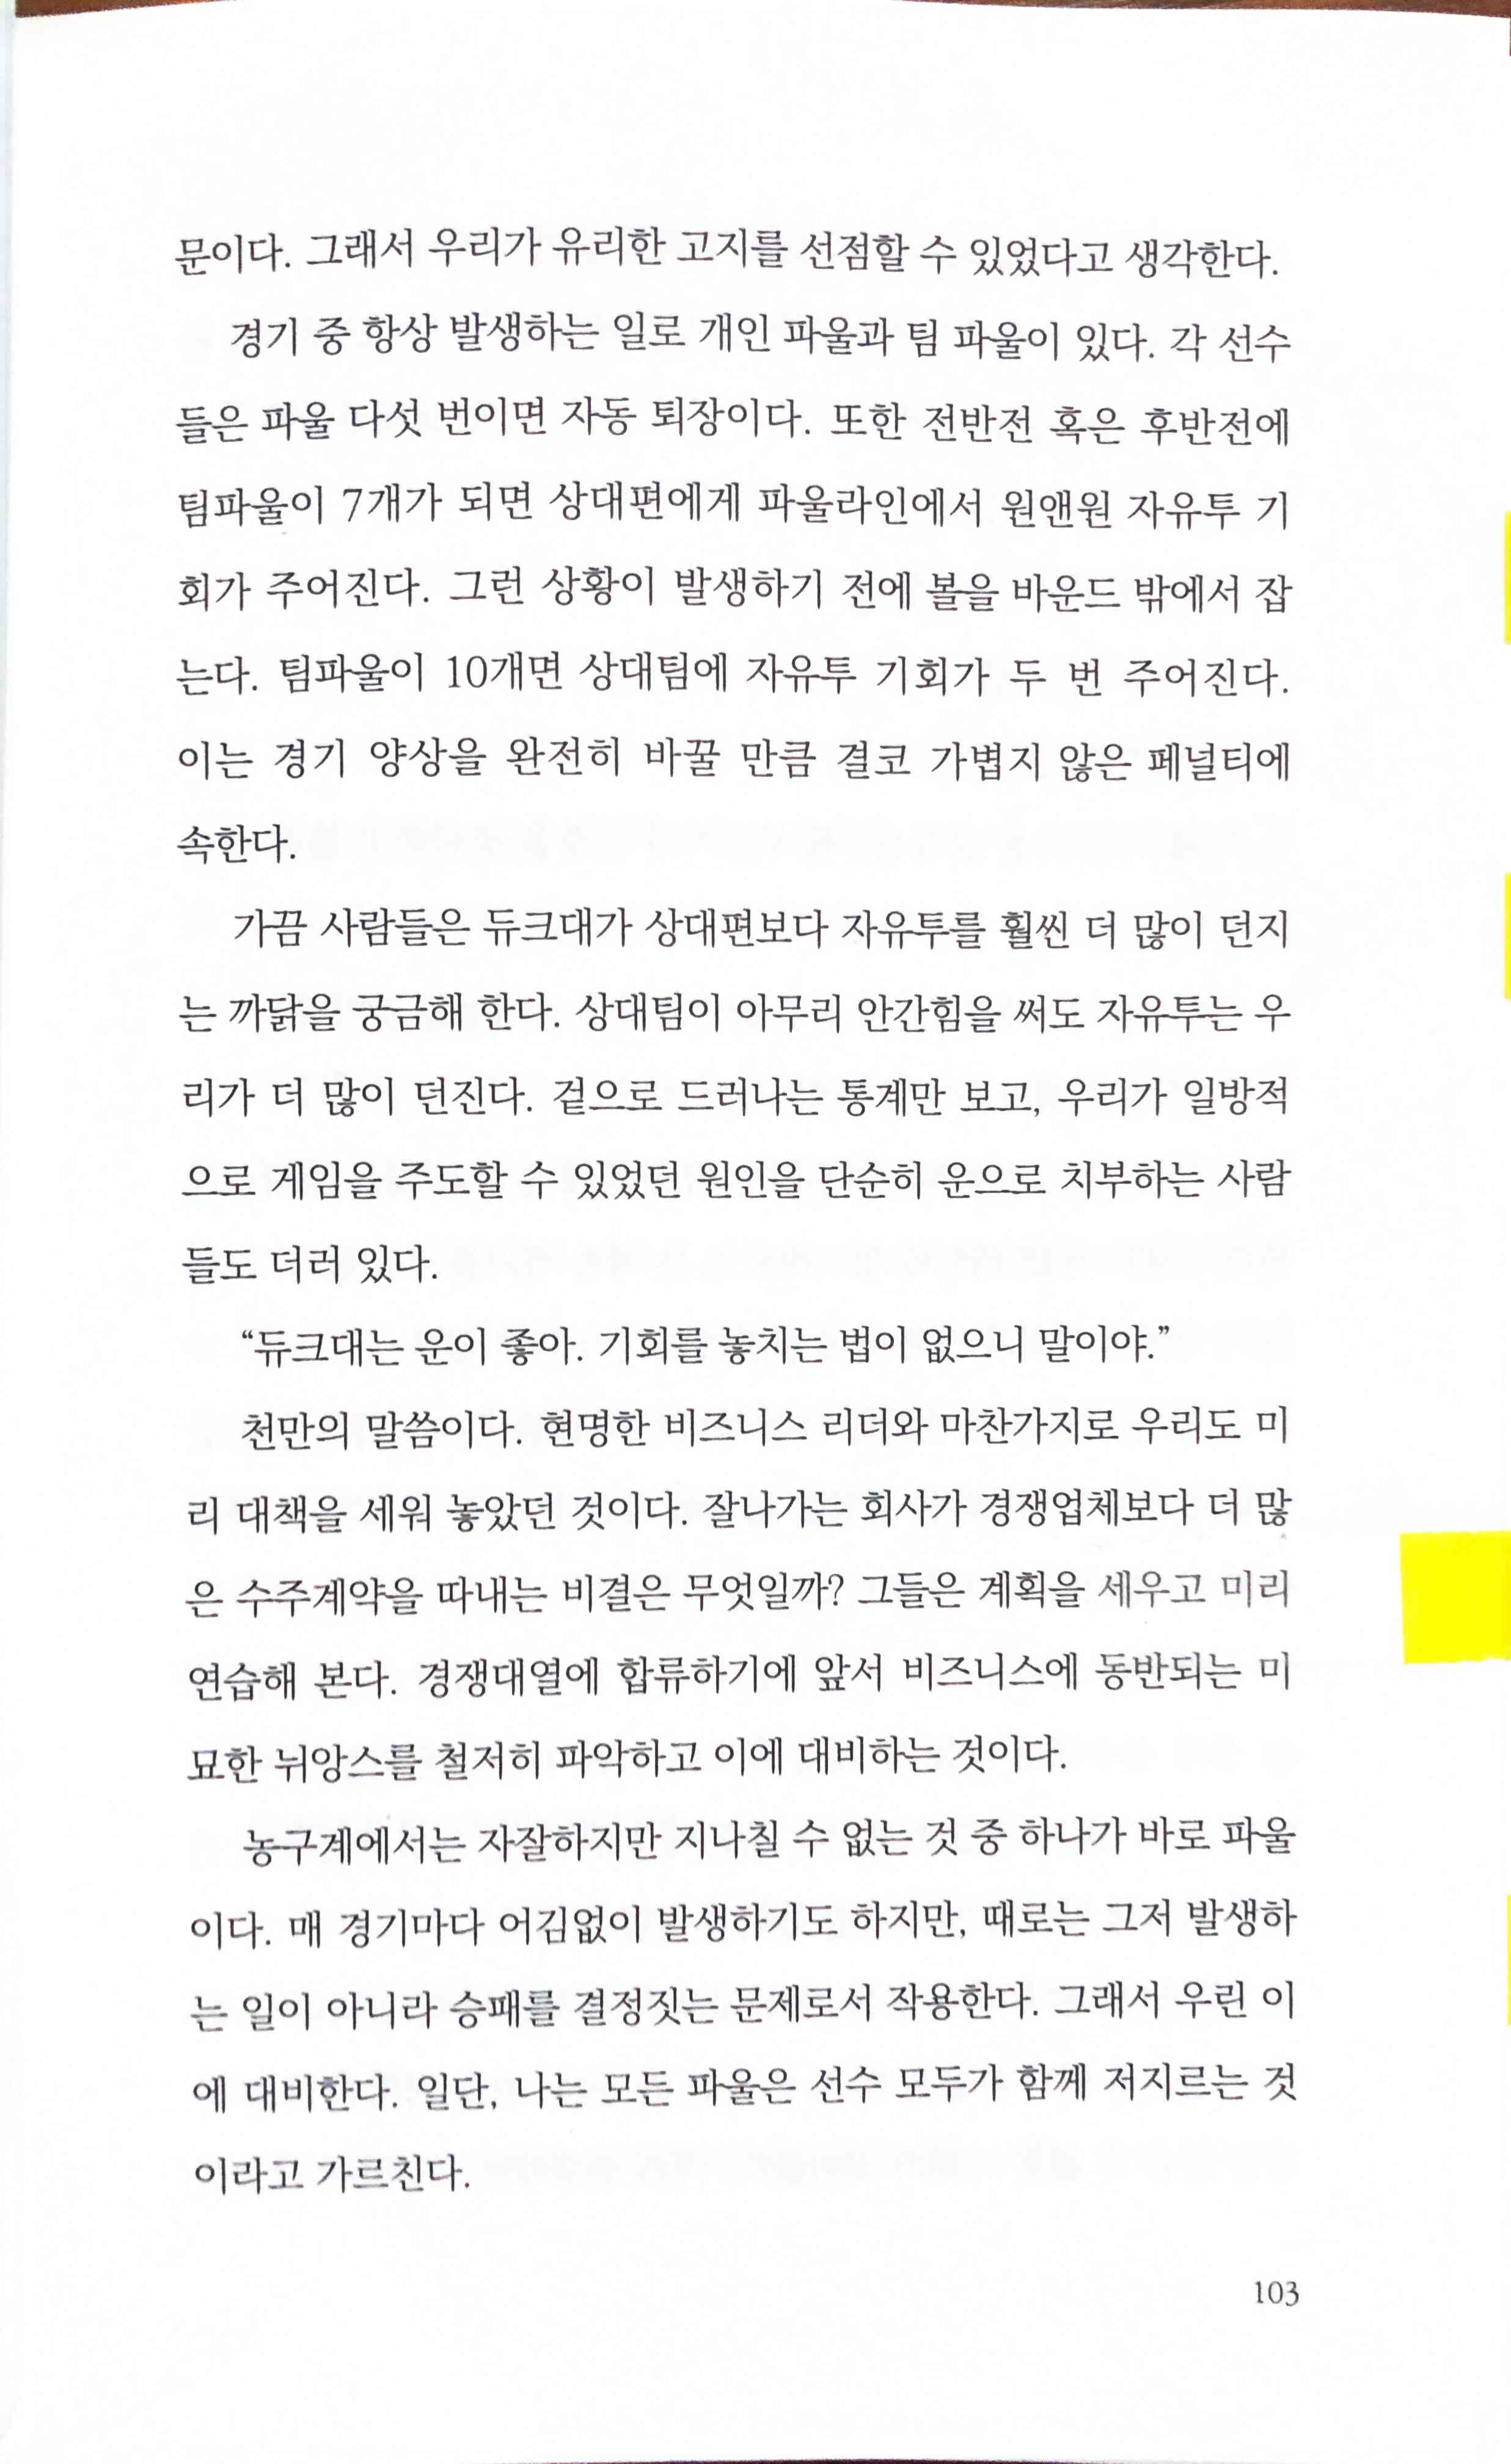 문이다. 그래서 우리가 유리한 고지를 선점할 수 있었다고 생각한다.
경기 중 항상 발생하는 일로 개인 파울과 팀 파울이 있다. 각 선수
들은 파울 다섯 번이면 자동 퇴장이다. 또한 전반전 혹은 후반전에
팀파울이 7개가 되면 상대편에게 파울라인에서 원앤원 자유투 기
회가 주어진다. 그런 상황이 발생하기 전에 볼을 바운드 밖에서 잡
는다. 팀파울이 10개면 상대팀에 자유투 기회가 두 번 주어진다.
이는 경기 양상을 완전히 바꿀 만큼 결코 가볍지 않은 페널티에
속한다.
가끔 사람들은 듀크대가 상대편보다 자유투를 훨씬 더 많이 던지
는 까닭을 궁금해 한다. 상대팀이 아무리 안간힘을 써도 자유투는 우
리가 더 많이 던진다. 겉으로 드러나는 통계만 보고, 우리가 일방적
으로 게임을 주도할 수 있었던 원인을 단순히 운으로 치부하는 사람
들도 더러 있다.
“듀크대는 운이 좋아. 기회를 놓치는 법이 없으니 말이야.”
천만의 말씀이다. 현명한 비즈니스 리더와 마찬가지로 우리도 미
리 대책을 세워 놓았던 것이다. 잘나가는 회사가 경쟁업체보다 더 많
은 수주계약을 따내는 비결은 무엇일까? 그들은 계획을 세우고 미리
연습해 본다. 경쟁대열에 합류하기에 앞서 비즈니스에 동반되는 미
묘한 뉘앙스를 철저히 파악하고 이에 대비하는 것이다.
농구계에서는 자잘하지만 지나칠 수 없는 것 중 하나가 바로 파울
이다. 매 경기마다 어김없이 발생하기도 하지만, 때로는 그저 발생하
는 일이 아니라 승패를 결정짓는 문제로서 작용한다. 그래서 우린 이
에 대비한다. 일단, 나는 모든 파울은 선수 모두가 함께 저지르는 것
이라고 가르친다.
103